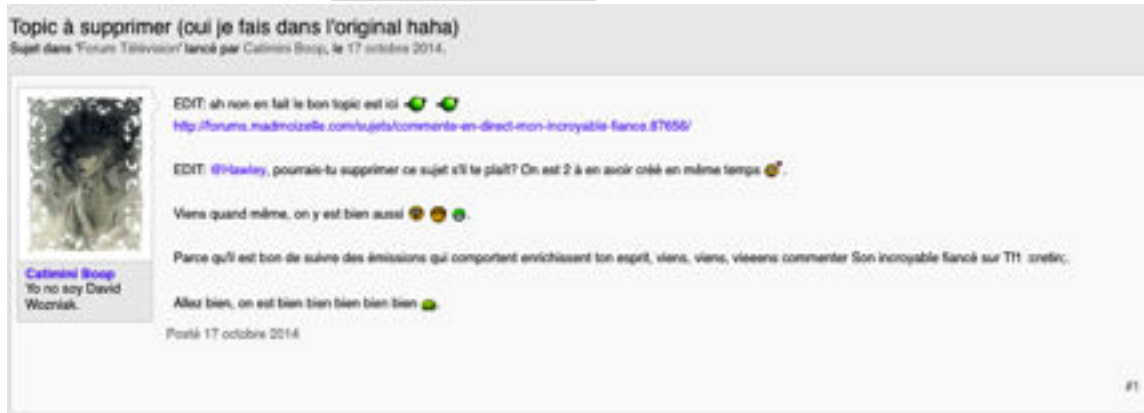 Topic à supprimer (oui je fais dans l'original haha)
Sujet dans 'Forum Télévision' lancé par Catimini Boop, le 17 octobre 2014.
EDIT: ah non en fait le bon topic est ici
http://forums.madmoizelle.com/sujets/commente-en-direct-mon-incroyable-fiance.87656/
EDIT: @Hawley, pourrais-tu supprimer ce sujet s'il te plaît? On est 2 à en avoir créé en même temps .
Viens quand même, on y est bien aussi .
Parce qu'il est bon de suivre des émissions qui comportent enrichissent ton esprit, viens, viens, vieeens commenter Son incroyable fiancé sur Tf1 :cretin:.
Catimini Boop
Yo no soy David
Wozniak.
Allez bien, on est bien bien bien bien bien .
Posté 17 octobre 2014
#1